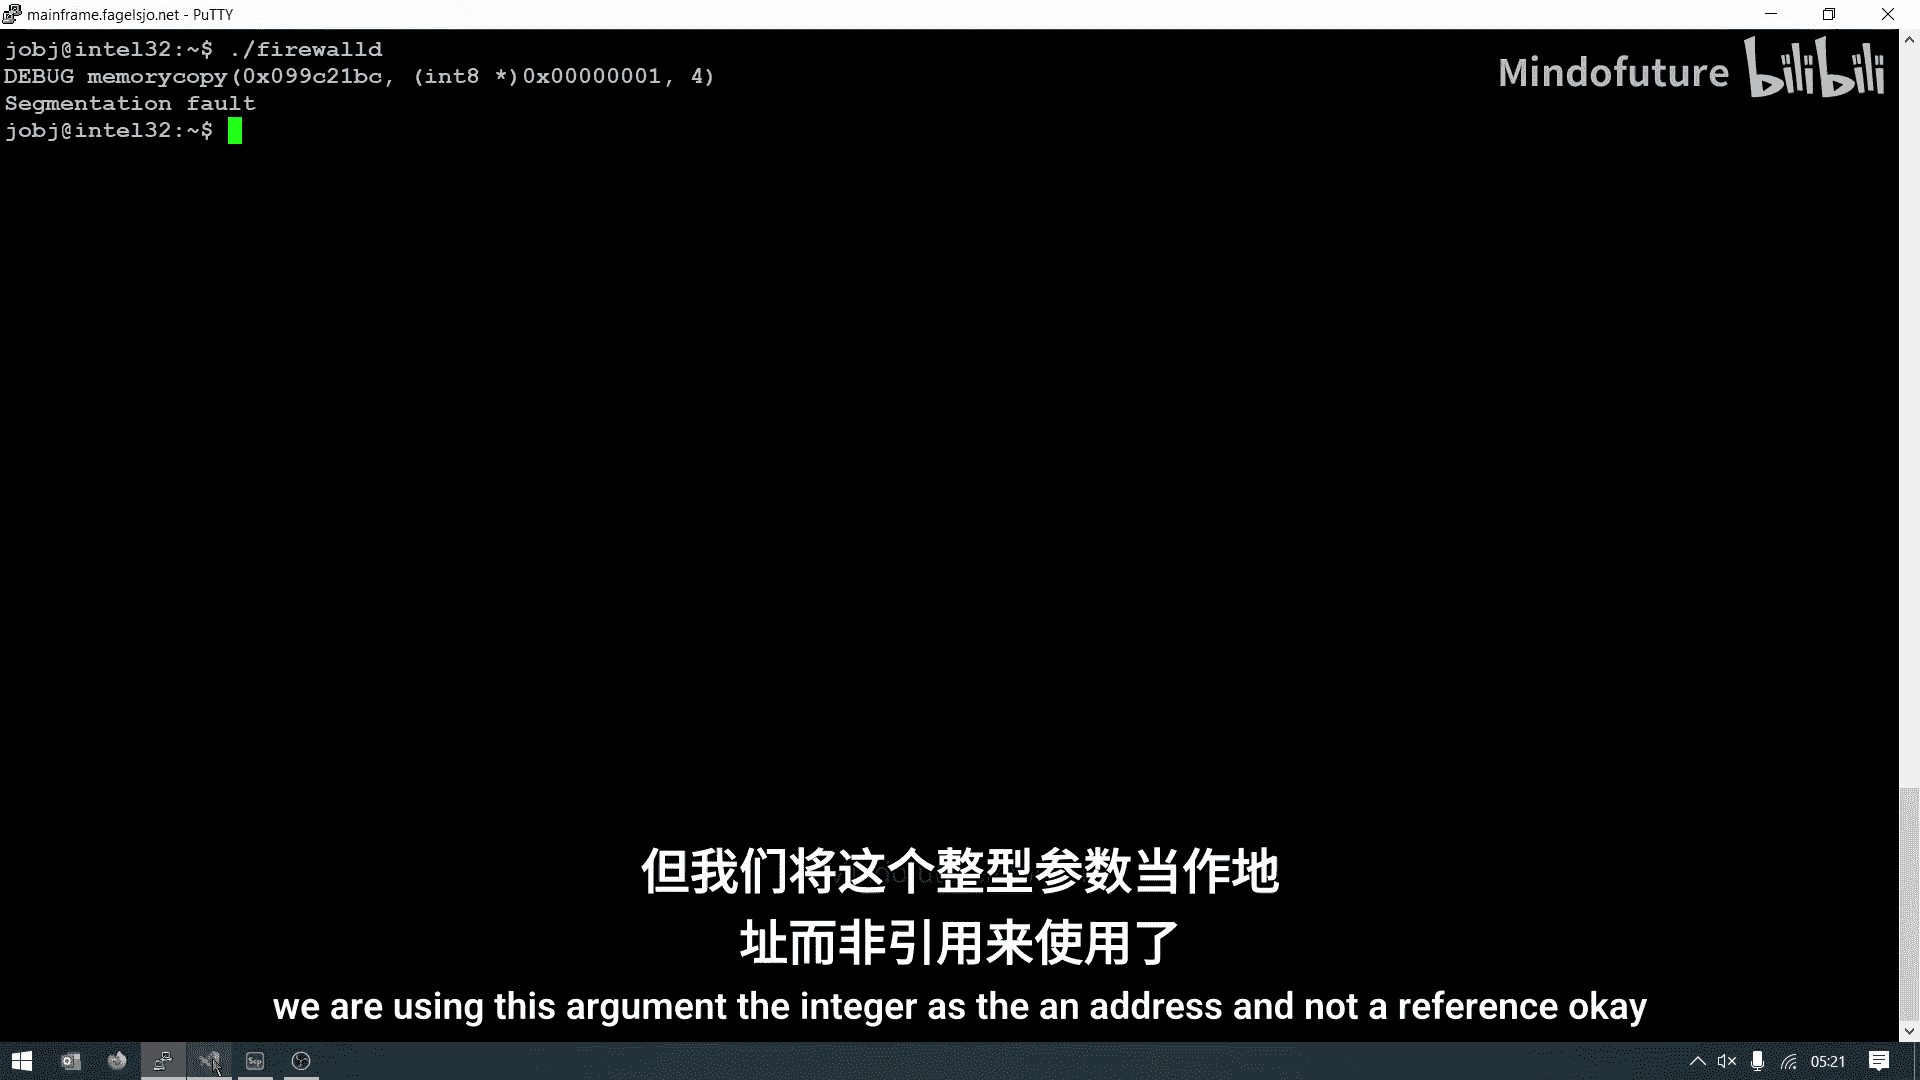 mainframe.fagelsjo.net - PuTTY
jobj@intel32:~$ ./firewalld
DEBUG memorycopy(0x099c21bc, (int8 *)0x00000001, 4)
Segmentation fault
jobj@intel32:~$
Mindofuture bilibili
但我们将这个整型参数当作地
址而非引用来使用了
we are using this argument the integer as the an address and not a reference okay
05:21